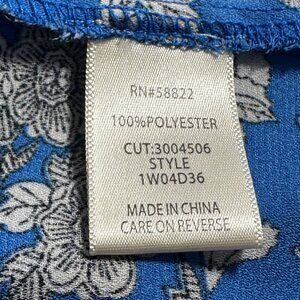 RN#58822
100%POLYESTER
CUT:3004506
STYLE
1W04D36
MADE IN CHINA
CARE ON REVERSE